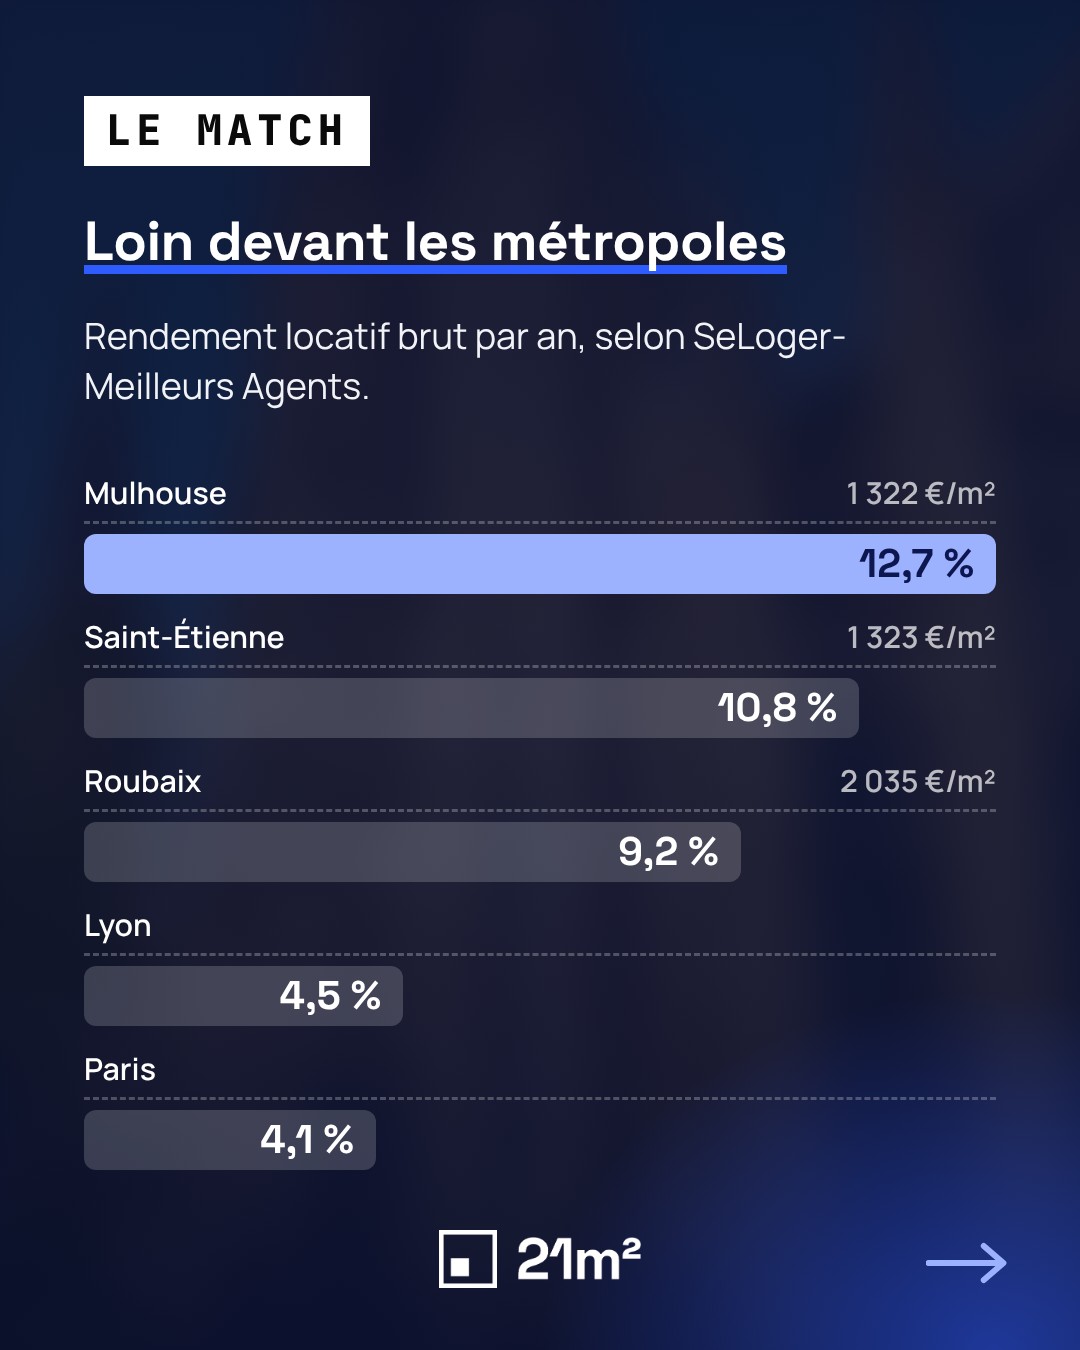 LE MATCH
Loin devant les métropoles
Rendement locatif brut par an, selon SeLoger-
Meilleurs Agents.
Mulhouse 1 322 €/m²
12,7 %
Saint-Étienne 1 323 €/m²
10,8 %
Roubaix 2 035 €/m²
9,2 %
Lyon
4,5 %
Paris
4,1 %
21m²